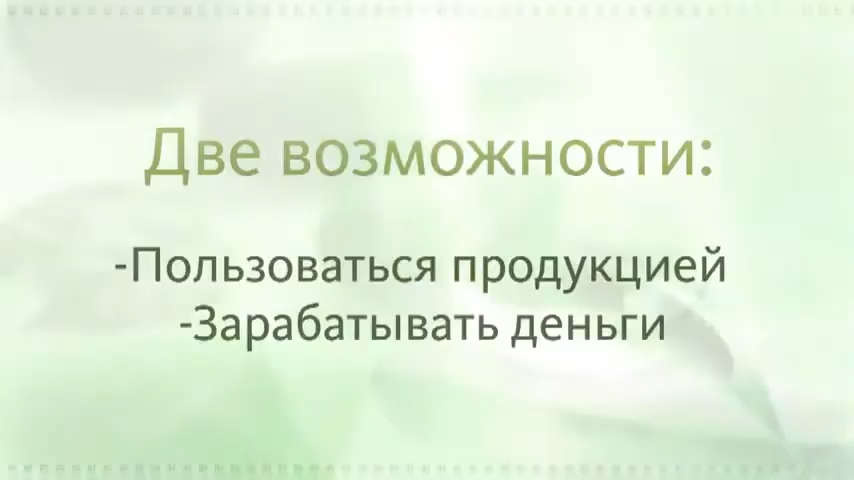 Две возможности:
-Пользоваться продукцией
-Зарабатывать деньги